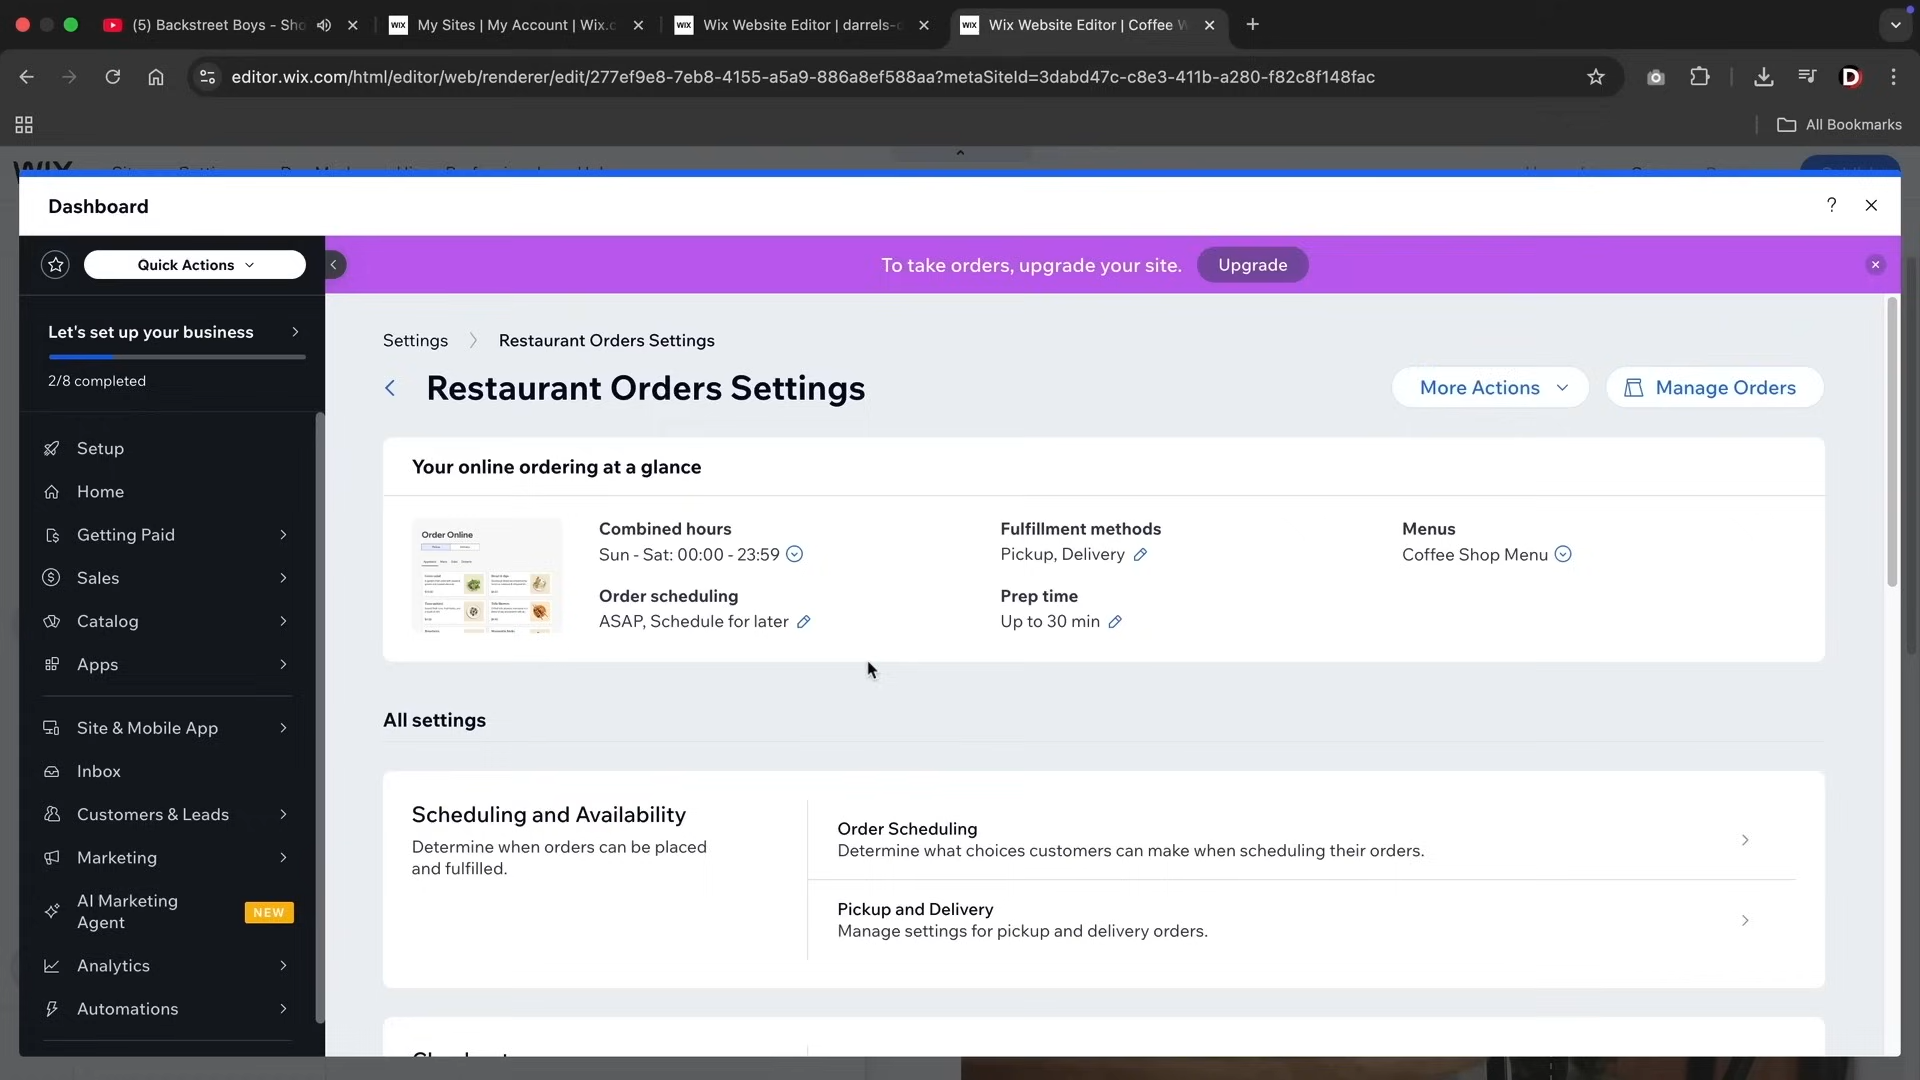 (5) Backstreet Boys - Sho
My Sites | My Account | Wix.c
Wix Website Editor | darrels-
Wix Website Editor | Coffee W
editor.wix.com/html/editor/web/renderer/edit/277ef9e8-7eb8-4155-a5a9-886a8ef588aa?metaSiteId=3dabd47c-c8e3-411b-a280-f82c8f148fac
All Bookmarks
Dashboard
Quick Actions
To take orders, upgrade your site.
Upgrade
Let's set up your business
2/8 completed
Setup
Home
Getting Paid
Sales
Catalog
Apps
Site & Mobile App
Inbox
Customers & Leads
Marketing
AI Marketing
Agent
NEW
Analytics
Automations
Settings
Restaurant Orders Settings
Restaurant Orders Settings
More Actions
Manage Orders
Your online ordering at a glance
Order Online
Combined hours
Sun - Sat: 00:00 - 23:59
Order scheduling
ASAP, Schedule for later
Fulfillment methods
Pickup, Delivery
Prep time
Up to 30 min
Menus
Coffee Shop Menu
All settings
Scheduling and Availability
Determine when orders can be placed
and fulfilled.
Order Scheduling
Determine what choices customers can make when scheduling their orders.
Pickup and Delivery
Manage settings for pickup and delivery orders.